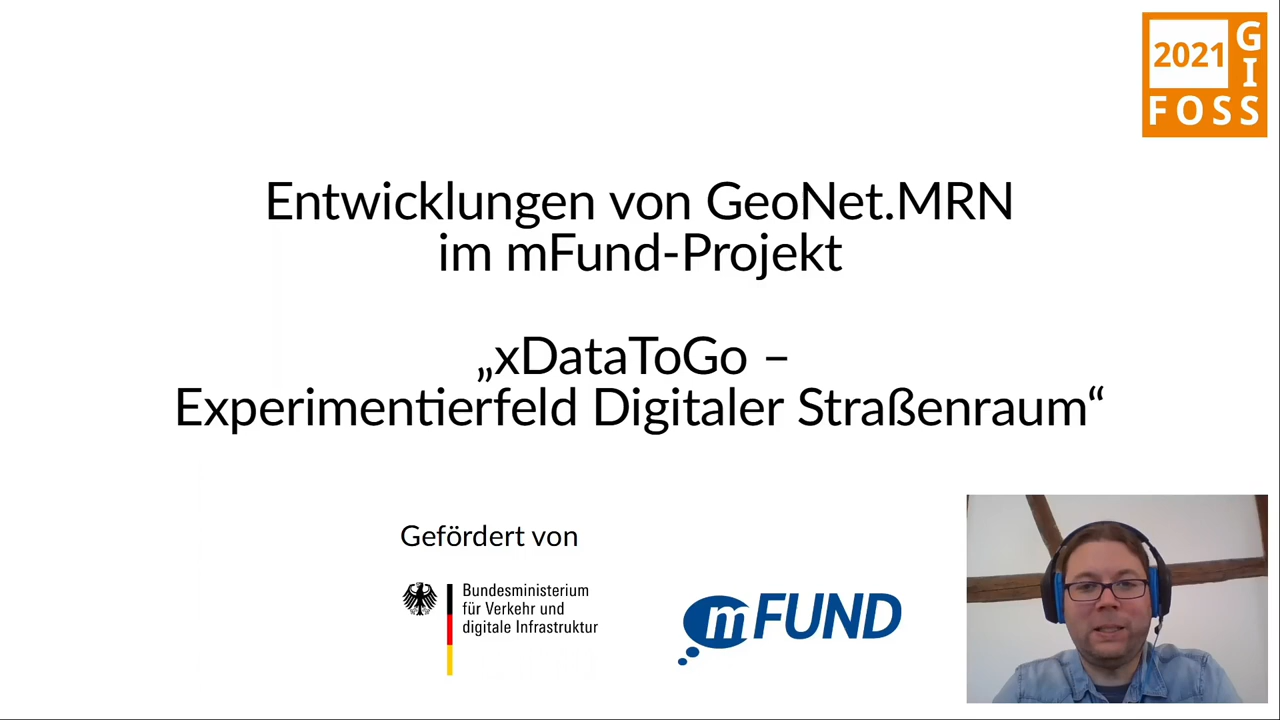 2021
G
I
FOSS
Entwicklungen von GeoNet.MRN
im mFund-Projekt
„xDataToGo –
Experimentierfeld Digitaler Straßenraum“
Gefördert von
Bundesministerium
für Verkehr und
digitale Infrastruktur
mFUND